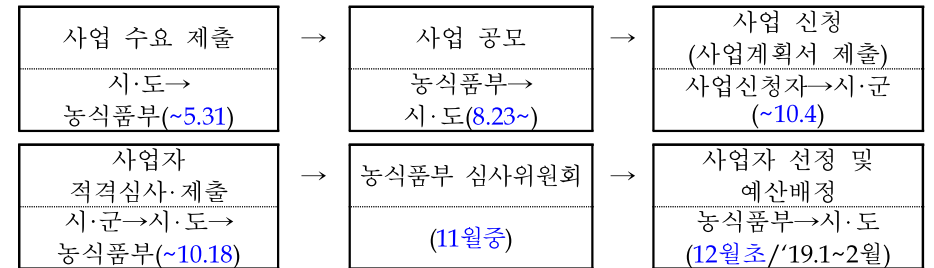 사업 수요 제출
시·도→
농식품부(~5.31)
→
사업 공모
농식품부→
시·도(8.23~)
→
사업 신청
(사업계획서 제출)
사업신청자→시·군
(~10.4)
사업자
적격심사·제출
시·군→시·도→
농식품부(~10.18)
→
농식품부 심사위원회
(11월중)
→
사업자 선정 및
예산배정
농식품부→시·도
(12월초/‘19.1~2월)